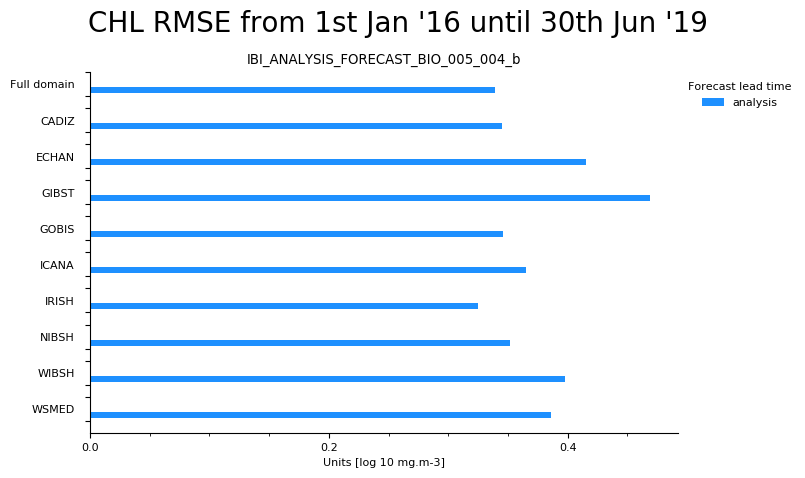 CHL RMSE from 1st Jan '16 until 30th Jun '19
IBI_ANALYSIS_FORECAST_BIO_005_004_b
Forecast lead time
analysis
Full domain
CADIZ
ECHAN
GIBST
GOBIS
ICANA
IRISH
NIBSH
WIBSH
WSMED
0.0 0.2 0.4
Units [log 10 mg.m-3]